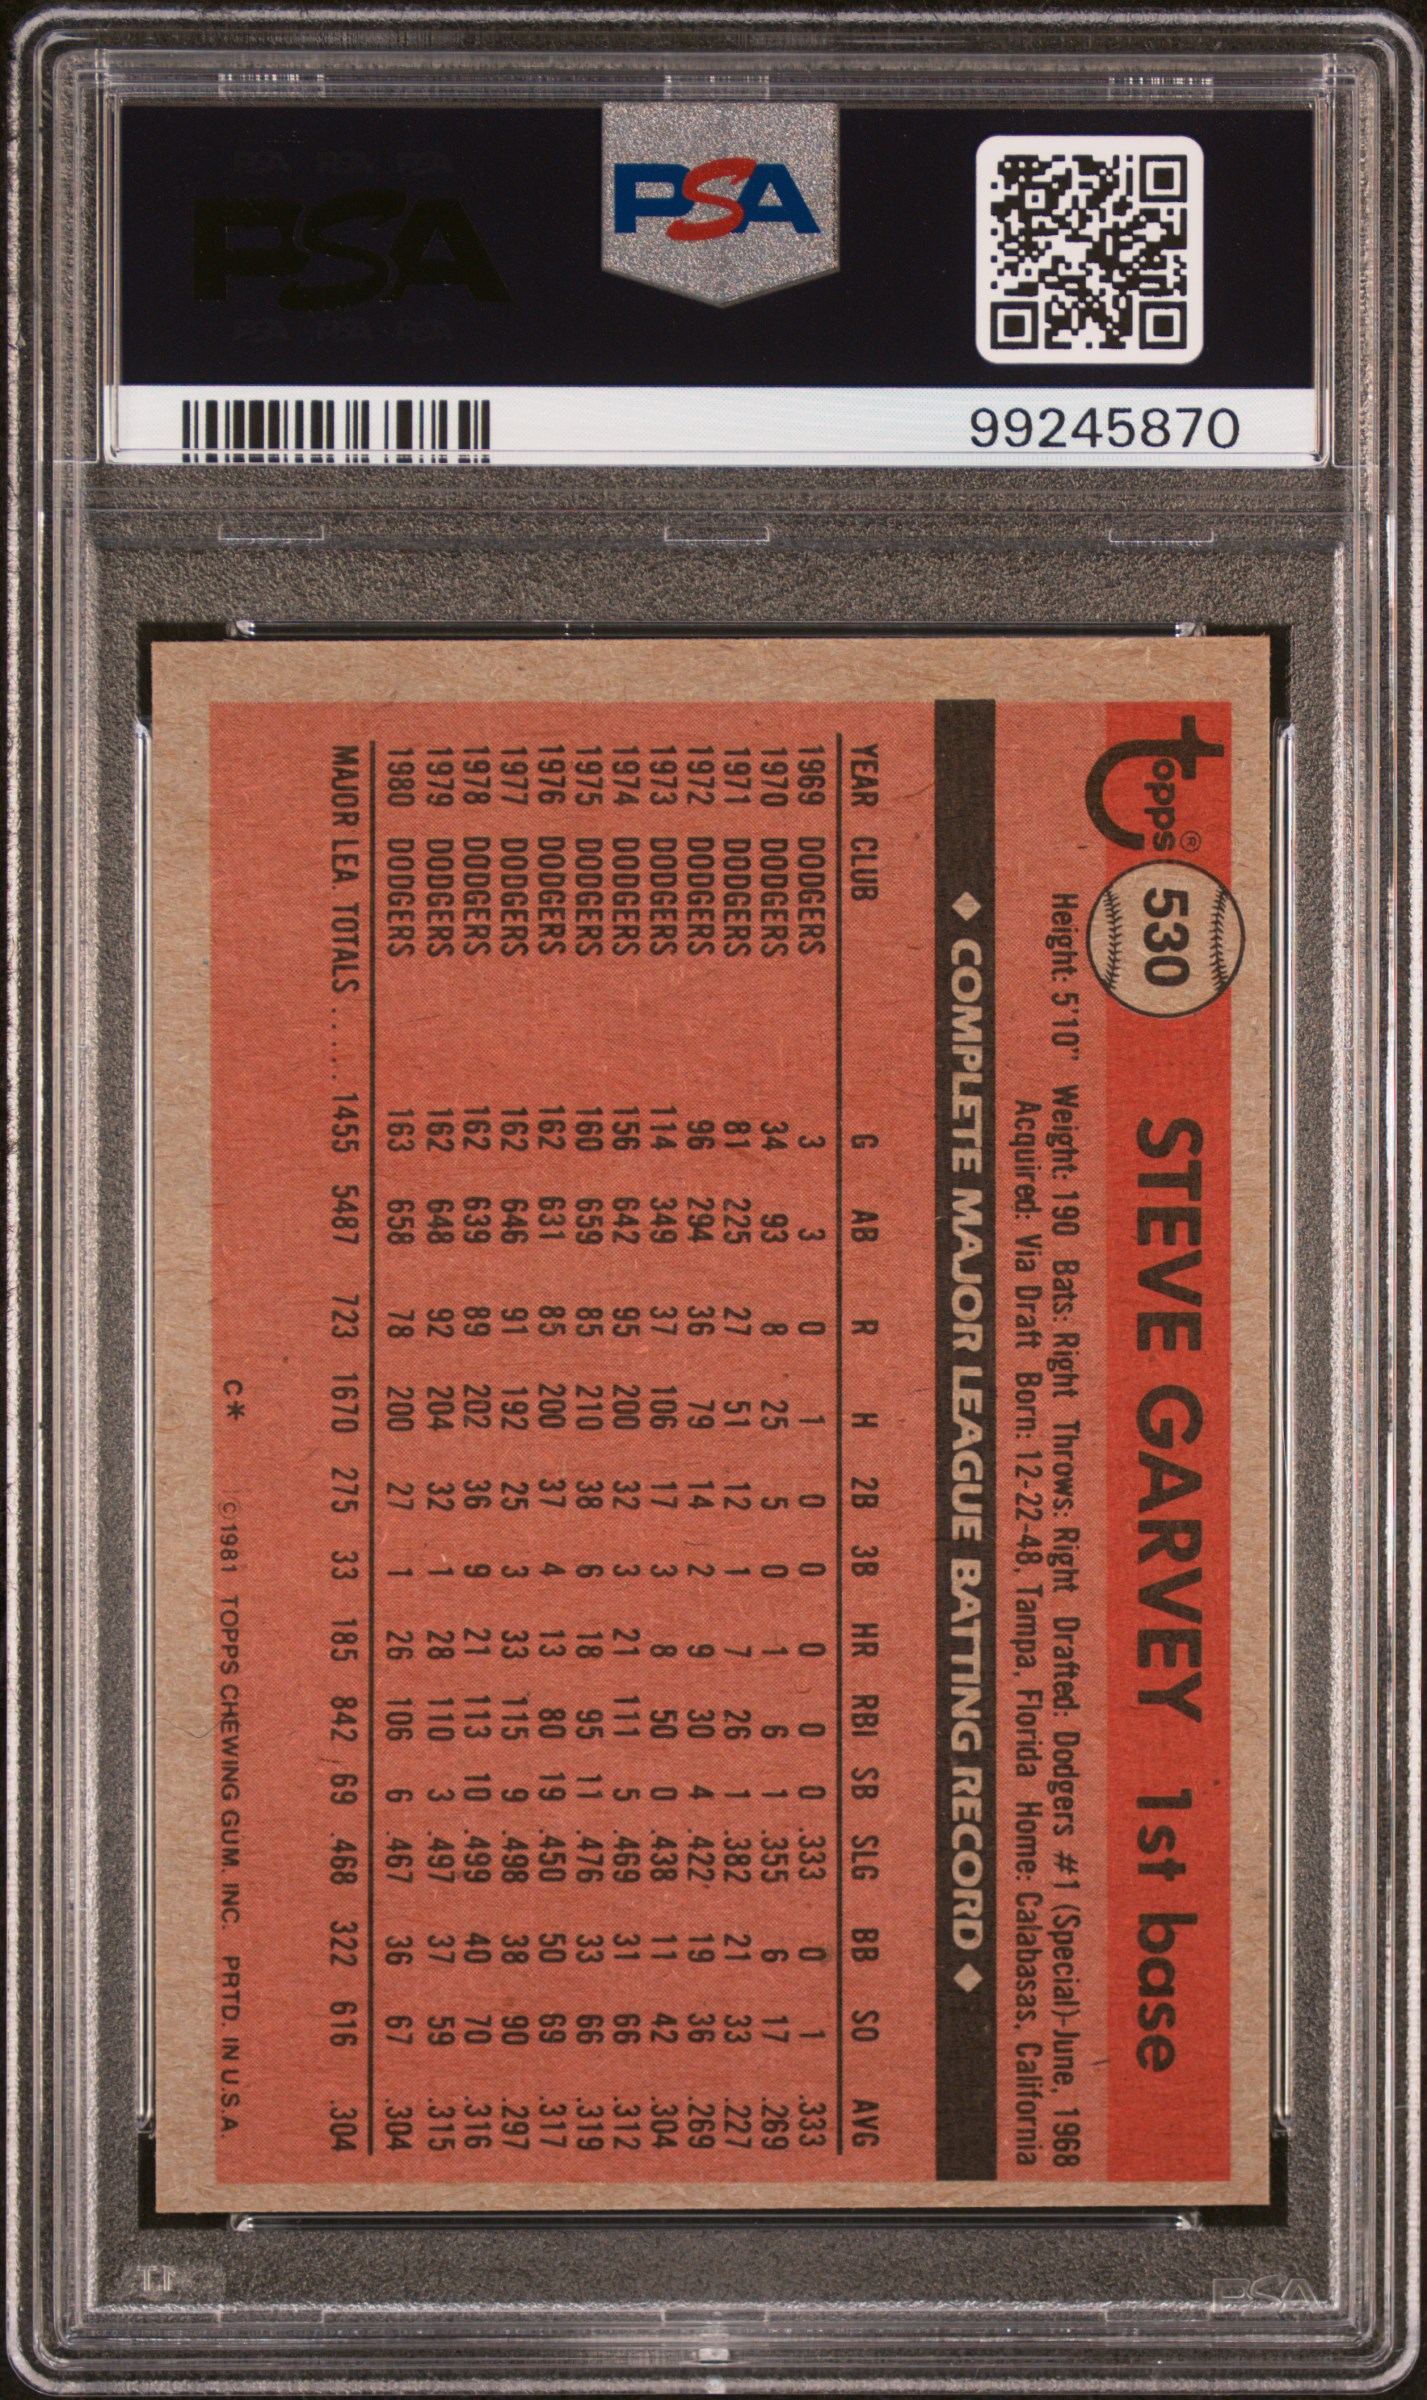 PSA PSA PSA
PSA
PSA PSA PSA
PSA
99245870
topps® 530 STEVE GARVEY 1st base
Height: 5'10" Weight: 190 Bats: Right Throws: Right Drafted: Dodgers #1 (Special)-June, 1968
Acquired: Via Draft Born: 12-22-48, Tampa, Florida Home: Calabasas, California
◆ COMPLETE MAJOR LEAGUE BATTING RECORD ◆
YEAR CLUB G AB R H 2B 3B HR RBI SB SLG BB SO AVG
1969 DODGERS 3 3 0 1 0 0 0 0 0 .333 0 1 .333
1970 DODGERS 34 93 8 25 5 0 1 6 1 .355 6 17 .269
1971 DODGERS 81 225 27 51 12 1 7 26 1 .382 21 33 .227
1972 DODGERS 96 294 36 79 14 2 9 30 4 .422 19 36 .269
1973 DODGERS 114 349 37 106 17 3 8 50 0 .438 11 42 .304
1974 DODGERS 156 642 95 200 32 3 21 111 5 .469 31 66 .312
1975 DODGERS 160 659 85 210 38 6 18 95 11 .476 33 66 .319
1976 DODGERS 162 631 85 200 37 4 13 80 19 .450 50 69 .317
1977 DODGERS 162 646 91 192 25 3 33 115 9 .498 38 90 .297
1978 DODGERS 162 639 89 202 36 9 21 113 10 .499 40 70 .316
1979 DODGERS 162 648 92 204 32 1 28 110 3 .497 37 59 .315
1980 DODGERS 163 658 78 200 27 1 26 106 6 .467 36 67 .304
MAJOR LEA. TOTALS ..... 1455 5487 723 1670 275 33 185 842 69 .468 322 616 .304
C* ©1981 TOPPS CHEWING GUM. INC. PRTD. IN U.S.A.
PSA